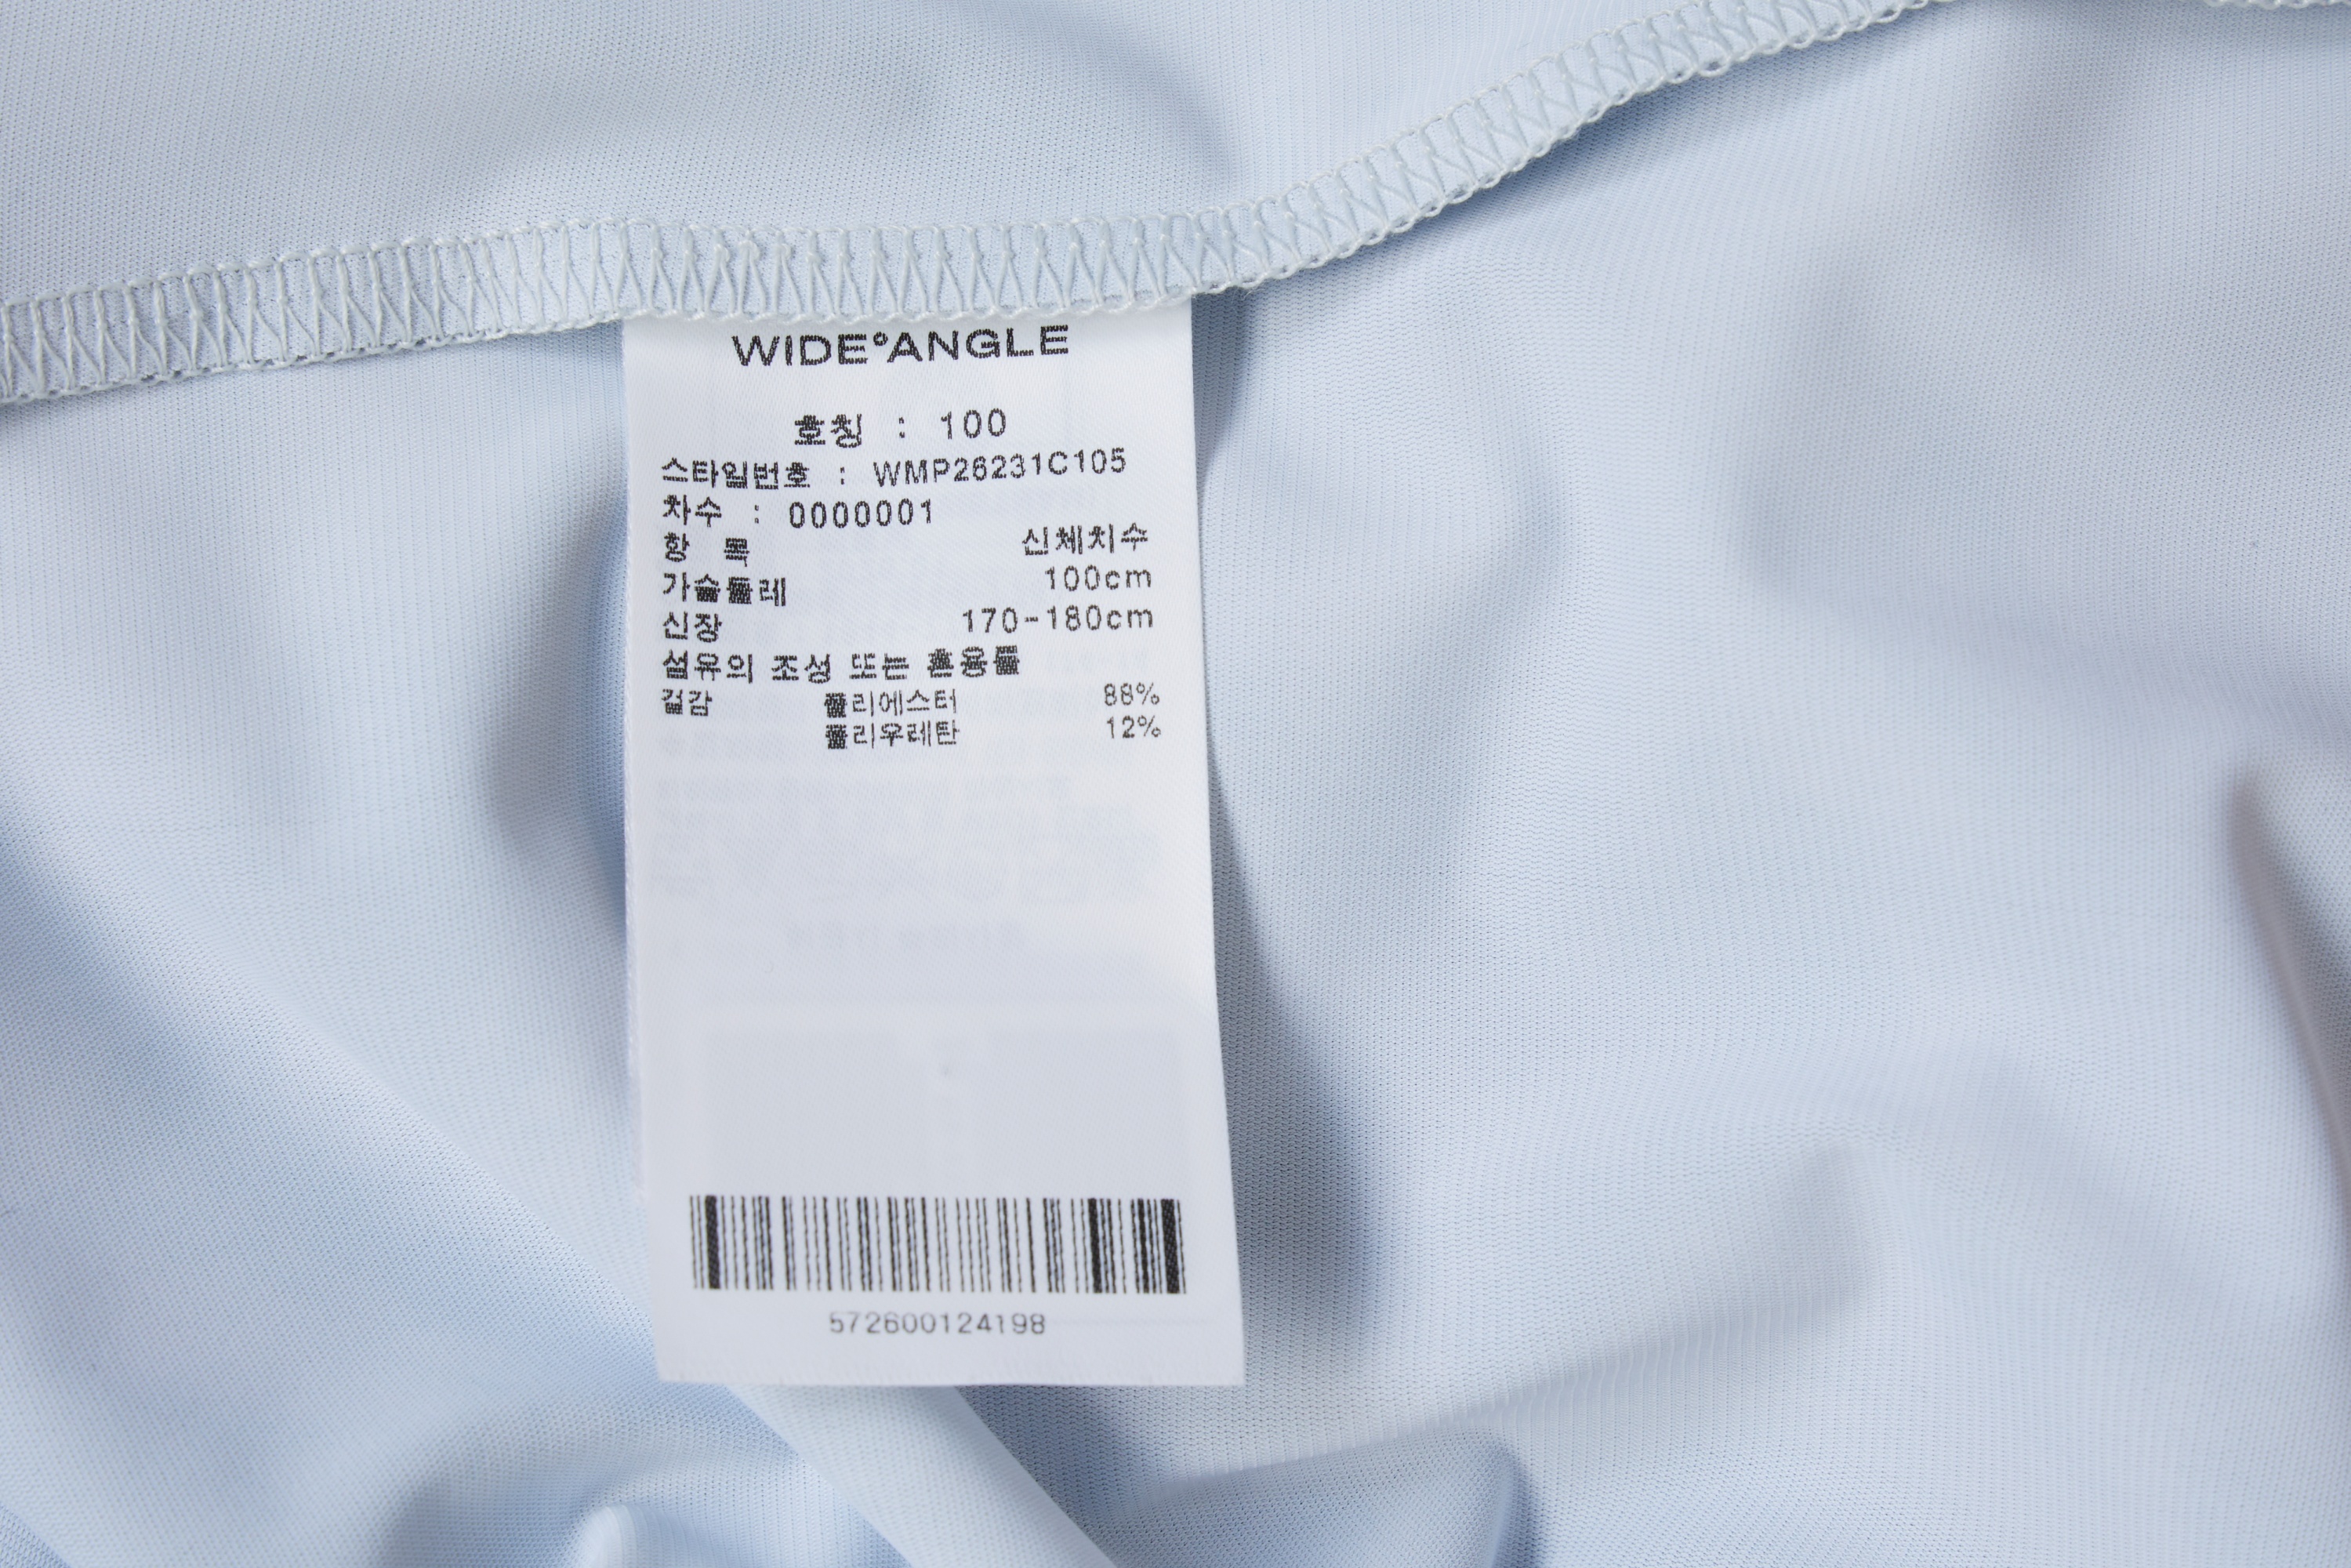 WIDE°ANGLE
호칭 : 100
스타일번호 : WMP26231C105
차수 : 0000001
항 목 신체치수
가슴둘레 100cm
신장 170-180cm
섬유의 조성 또는 혼용률
겉감 폴리에스터 88%
폴리우레탄 12%
572600124198